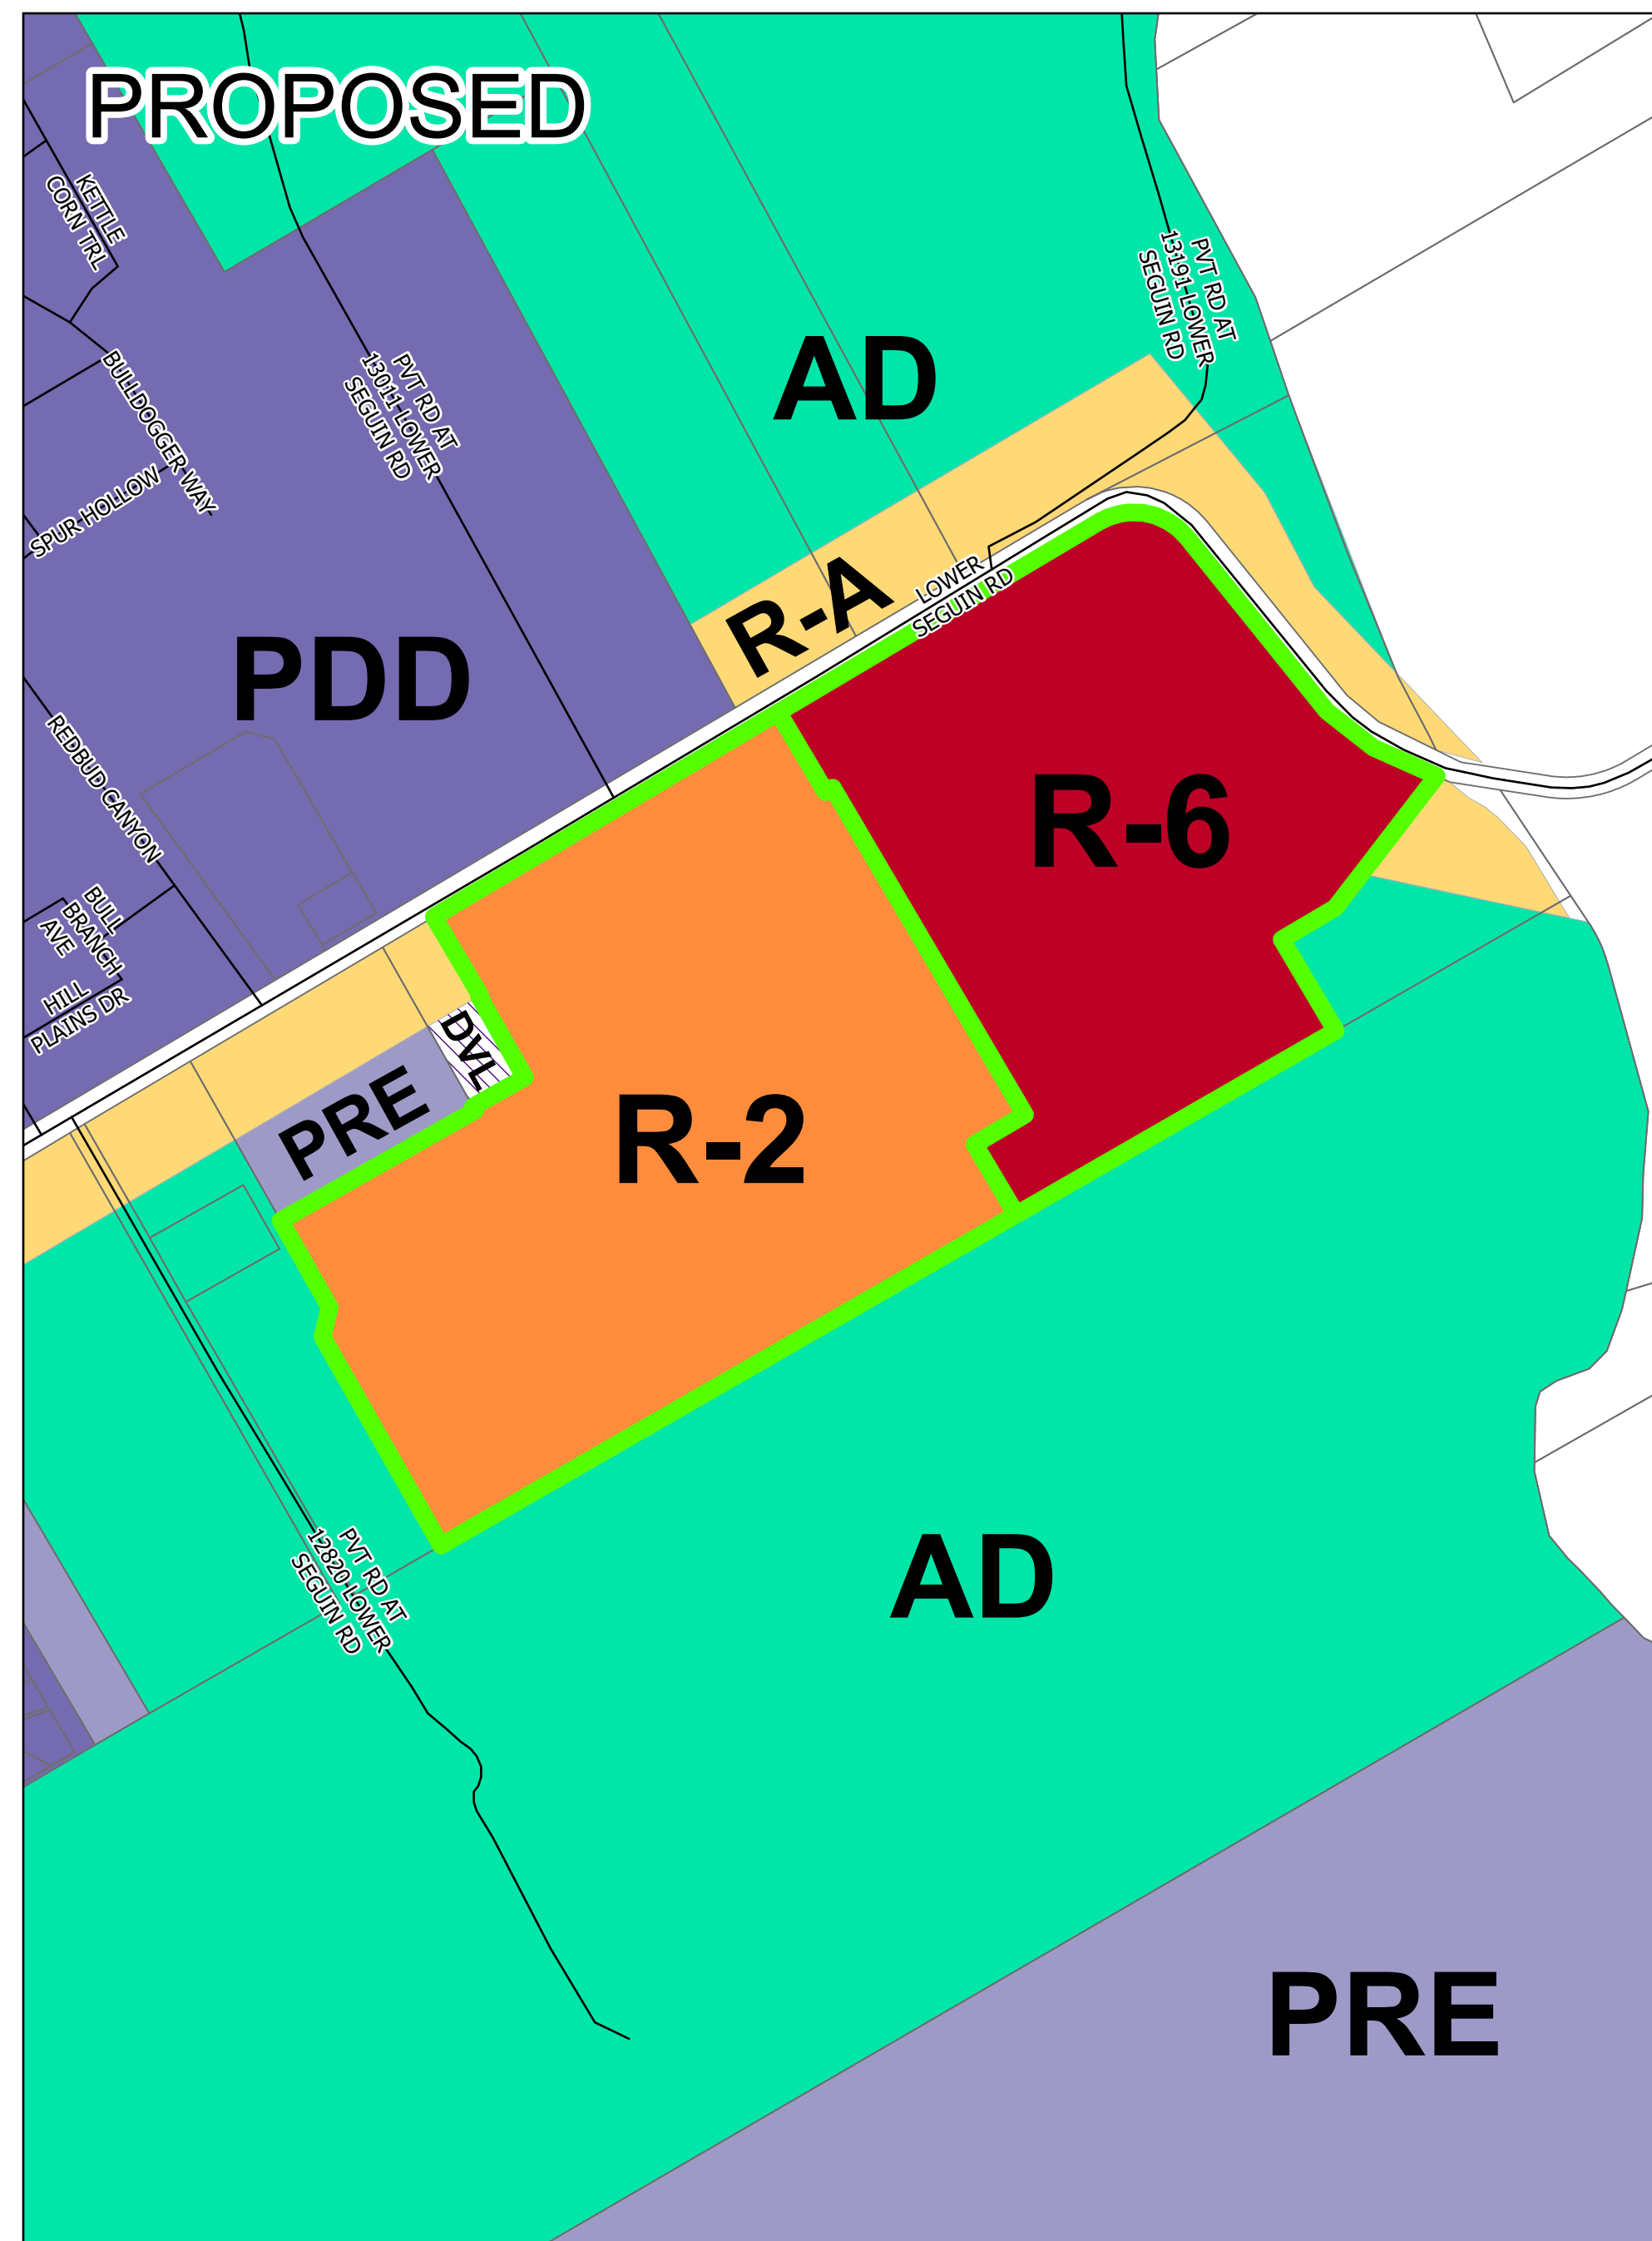 PROPOSED
KETTLE
CORN TRL
PVT RD AT
13191 LOWER
SEGUIN RD
AD
BULLDOGGER WAY
PVT RD AT
13011 LOWER
SEGUIN RD
SPUR HOLLOW
R-A
LOWER
SEGUIN RD
PDD
REDBUD CANYON
R-6
BULL
BRANCH
AVE
HILL
PLAINS DR
DVL
PRE
R-2
PVT RD AT
12820 LOWER
SEGUIN RD
AD
PRE